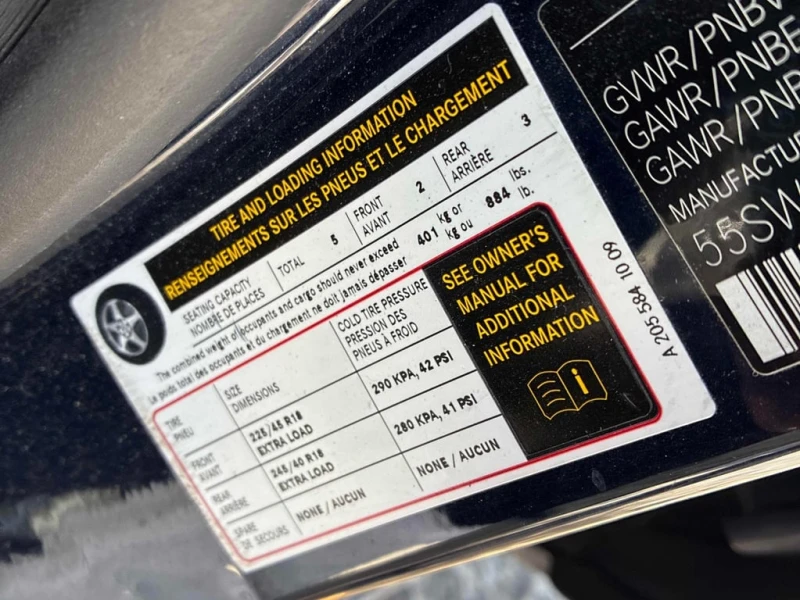 TIRE AND LOADING INFORMATION
RENSEIGNEMENTS SUR LES PNEUS ET LE CHARGEMENT
SEATING CAPACITY
NOMBRE DE PLACES
TOTAL 5
FRONT
AVANT
2
REAR
ARRIÈRE
3
The combined weight of occupants and cargo should never exceed
Le poids total des occupants et du chargement ne doit jamais dépasser
401 kg or
kg ou
884 lbs.
lb.
TIRE
PNEU
SIZE
DIMENSIONS
COLD TIRE PRESSURE
PRESSION DES
PNEUS À FROID
FRONT
AVANT
225/45 R18
EXTRA LOAD
290 KPA, 42 PSI
REAR
ARRIÈRE
245/40 R18
EXTRA LOAD
280 KPA, 41 PSI
SPARE
DE SECOURS
NONE / AUCUN
NONE / AUCUN
SEE OWNER'S
MANUAL FOR
ADDITIONAL
INFORMATION
i
A 205 584 10 09
GVWR/PNBV
GAWR/PNBE
GAWR/PNB
MANUFACTU
55SW